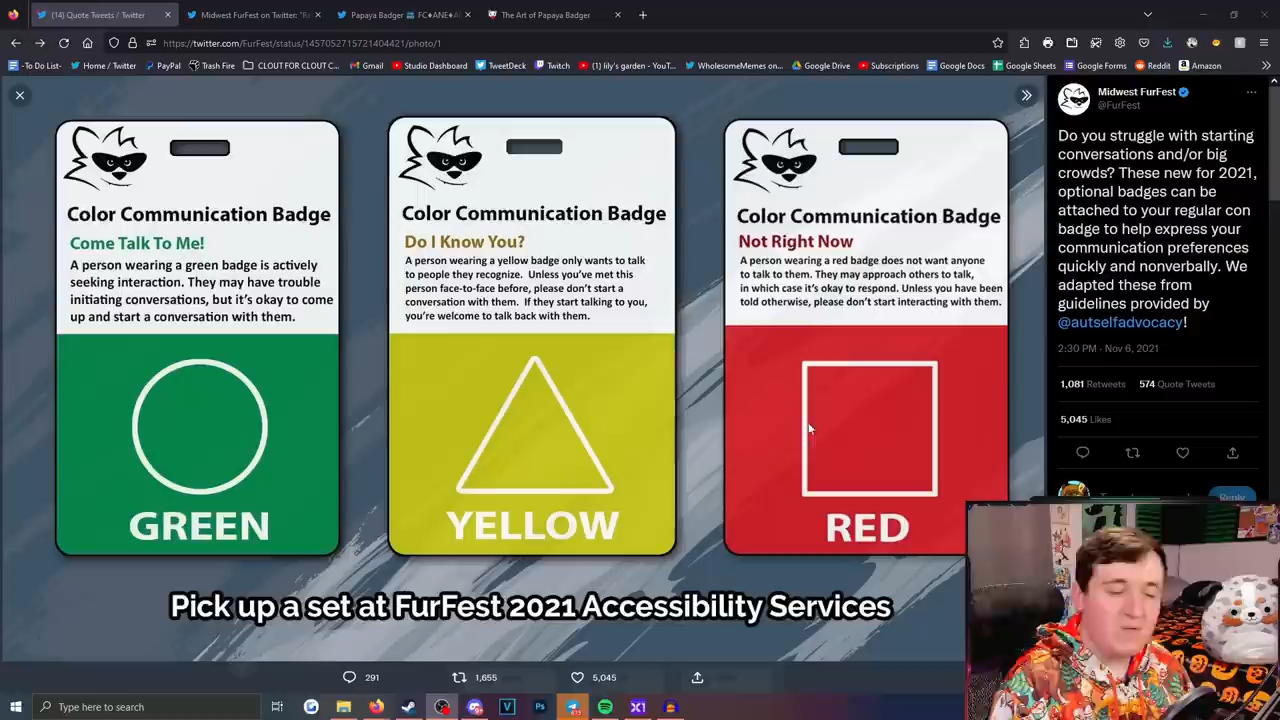 (14) Quote Tweets / Twitter
Midwest FurFest on Twitter: "Re
Papaya Badger
The Art of Papaya Badger
https://twitter.com/FurFest/status/1457052715721404421/photo/1
-To Do List-
Home / Twitter
PayPal
Trash Fire
CLOUT FOR CLOUT C...
Gmail
Studio Dashboard
TweetDeck
Twitch
(1) lily's garden - YouT...
WholesomeMemes on...
Google Drive
Subscriptions
Google Docs
Google Sheets
Google Forms
Reddit
Amazon
Color Communication Badge
Come Talk To Me!
A person wearing a green badge is actively
seeking interaction. They may have trouble
initiating conversations, but it's okay to come
up and start a conversation with them.
GREEN
Color Communication Badge
Do I Know You?
A person wearing a yellow badge only wants to talk
to people they recognize. Unless you've met this
person face-to-face before, please don't start a
conversation with them. If they start talking to you,
you're welcome to talk back with them.
YELLOW
Color Communication Badge
Not Right Now
A person wearing a red badge does not want anyone
to talk to them. They may approach others to talk,
in which case it's okay to respond. Unless you have been
told otherwise, please don't start interacting with them.
RED
Pick up a set at FurFest 2021 Accessibility Services
291
1,655
5,045
Midwest FurFest
@FurFest
Do you struggle with starting
conversations and/or big
crowds? These new for 2021,
optional badges can be
attached to your regular con
badge to help express your
communication preferences
quickly and nonverbally. We
adapted these from
guidelines provided by
@autselfadvocacy!
2:30 PM · Nov 6, 2021
1,081 Retweets 574 Quote Tweets
5,045 Likes
Reply
Type here to search